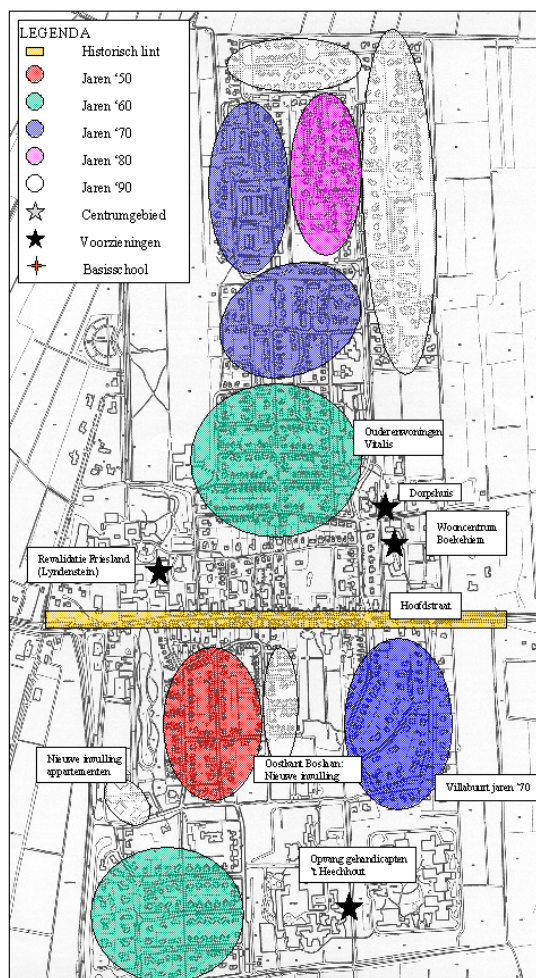 LEGENDA
Historisch lint
Jaren ‘50
Jaren ‘60
Jaren ‘70
Jaren ‘80
Jaren ‘90
Centrumgebied
Voorzieningen
Basisschool
Ouderenwoningen
Vitalis
Dorpshuis
Wooncentrum
Boekehiem
Revalidatie Friesland
(Lyndenstein)
Hoofdstraat
Nieuwe invulling
appartementen
Oostkant Boslaan:
Nieuwe invulling
Villabuurt jaren ‘70
Opvang gehandicapten
‘t Heechhout